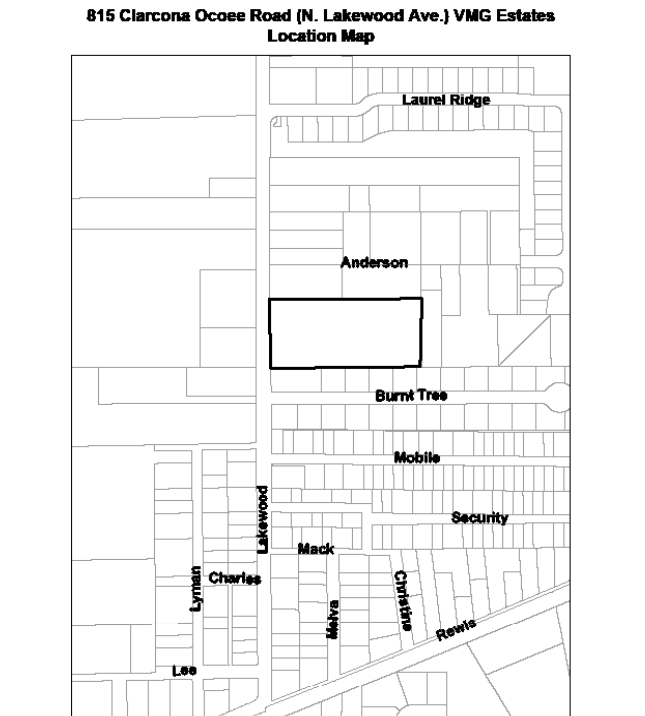 815 Clarcona Ocoee Road (N. Lakewood Ave.) VMG Estates
Location Map
Laurel Ridge
Anderson
Burnt Tree
Mobile
Lakewood
Security
Mack
Charles
Lyman
Christine
Melva
Rewis
Lee